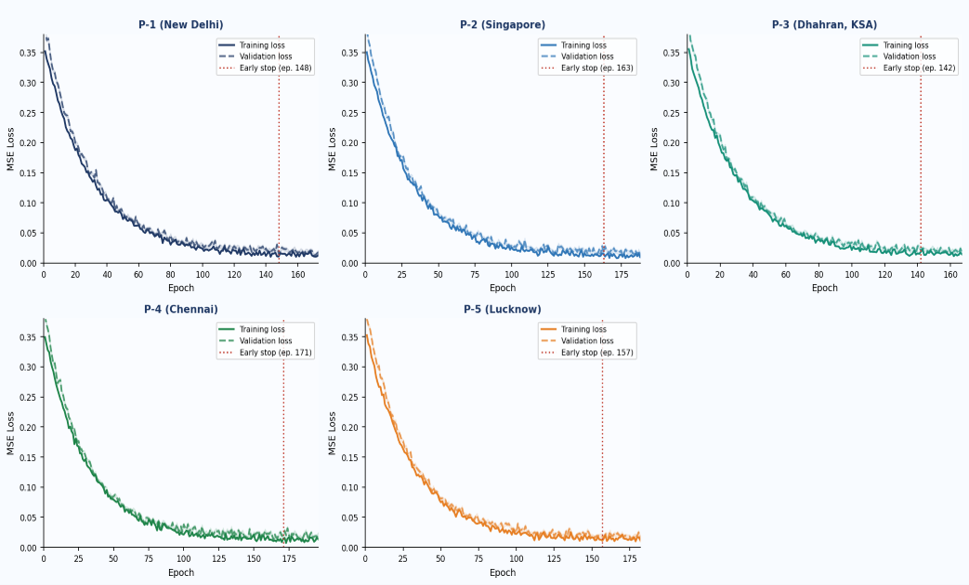 P-1 (New Delhi)
MSE Loss
0.35
0.30
0.25
0.20
0.15
0.10
0.05
0.00
Training loss
Validation loss
Early stop (ep. 148)
0 20 40 60 80 100 120 140 160
Epoch
P-2 (Singapore)
MSE Loss
0.35
0.30
0.25
0.20
0.15
0.10
0.05
0.00
Training loss
Validation loss
Early stop (ep. 163)
0 25 50 75 100 125 150 175
Epoch
P-3 (Dhahran, KSA)
MSE Loss
0.35
0.30
0.25
0.20
0.15
0.10
0.05
0.00
Training loss
Validation loss
Early stop (ep. 142)
0 20 40 60 80 100 120 140 160
Epoch
P-4 (Chennai)
MSE Loss
0.35
0.30
0.25
0.20
0.15
0.10
0.05
0.00
Training loss
Validation loss
Early stop (ep. 171)
0 25 50 75 100 125 150 175
Epoch
P-5 (Lucknow)
MSE Loss
0.35
0.30
0.25
0.20
0.15
0.10
0.05
0.00
Training loss
Validation loss
Early stop (ep. 157)
0 25 50 75 100 125 150 175
Epoch